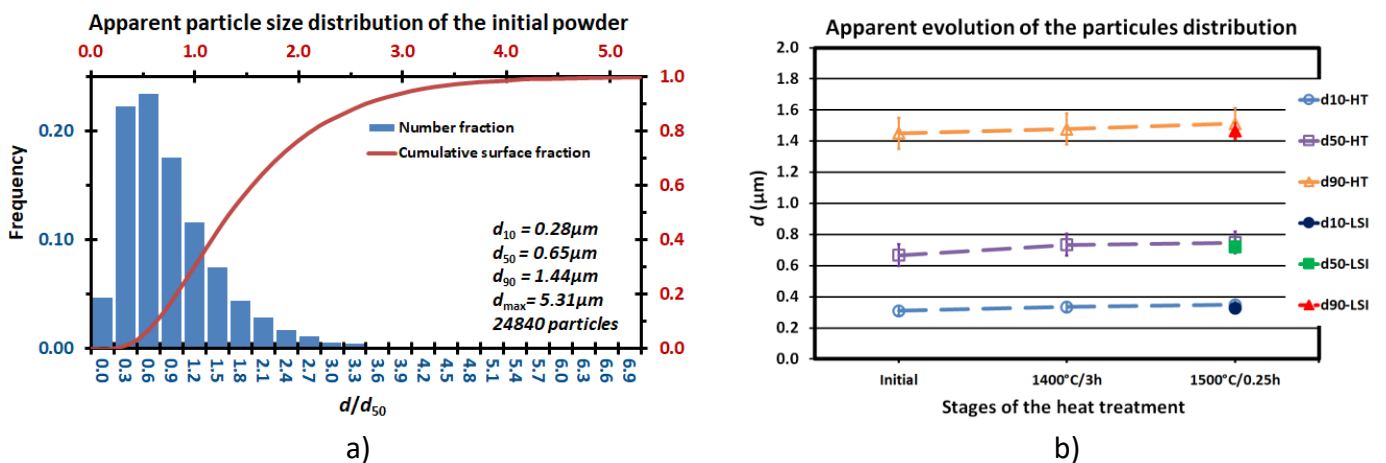 Apparent particle size distribution of the initial powder
0.0 1.0 2.0 3.0 4.0 5.0
1.0
0.8
0.6
0.4
0.2
0.0
0.20
0.10
0.00
Frequency
Number fraction
Cumulative surface fraction
d10 = 0.28µm
d50 = 0.65µm
d90 = 1.44µm
dmax= 5.31µm
24840 particles
0.0 0.3 0.6 0.9 1.2 1.5 1.8 2.1 2.4 2.7 3.0 3.3 3.6 3.9 4.2 4.5 4.8 5.1 5.4 5.7 6.0 6.3 6.6 6.9
d/d50
a)
Apparent evolution of the particules distribution
2.0
1.8
1.6
1.4
1.2
1.0
0.8
0.6
0.4
0.2
0.0
d (µm)
d10-HT
d50-HT
d90-HT
d10-LSI
d50-LSI
d90-LSI
Initial 1400°C/3h 1500°C/0.25h
Stages of the heat treatment
b)